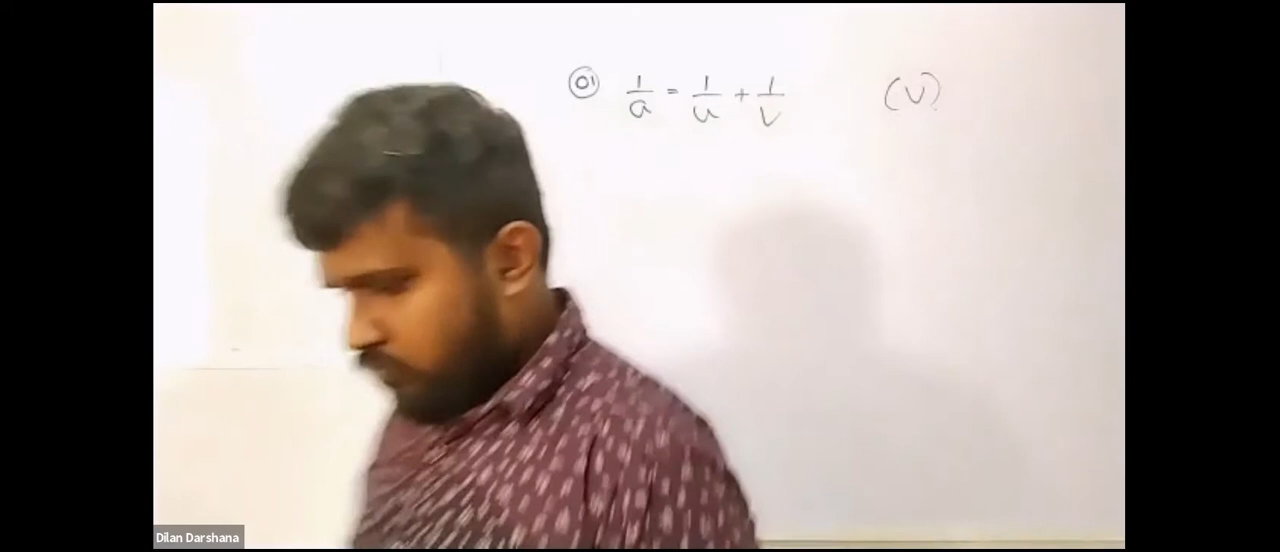 01 1/a = 1/u + 1/v (v)
Dilan Darshana